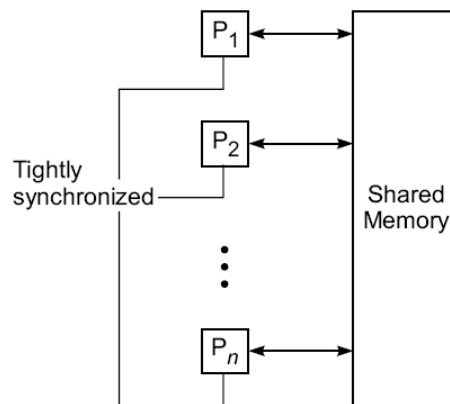 P1
P2
Tightly
synchronized
Shared
Memory
Pn